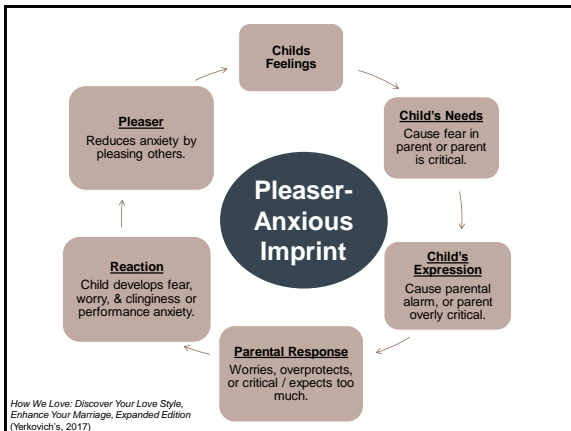 Childs
Feelings
Child's Needs
Cause fear in
parent or parent
is critical.
Child's
Expression
Cause parental
alarm, or parent
overly critical.
Parental Response
Worries, overprotects,
or critical / expects too
much.
Reaction
Child develops fear,
worry, & clinginess or
performance anxiety.
Pleaser
Reduces anxiety by
pleasing others.
Pleaser-
Anxious
Imprint
How We Love: Discover Your Love Style,
Enhance Your Marriage, Expanded Edition
(Yerkovich's, 2017)